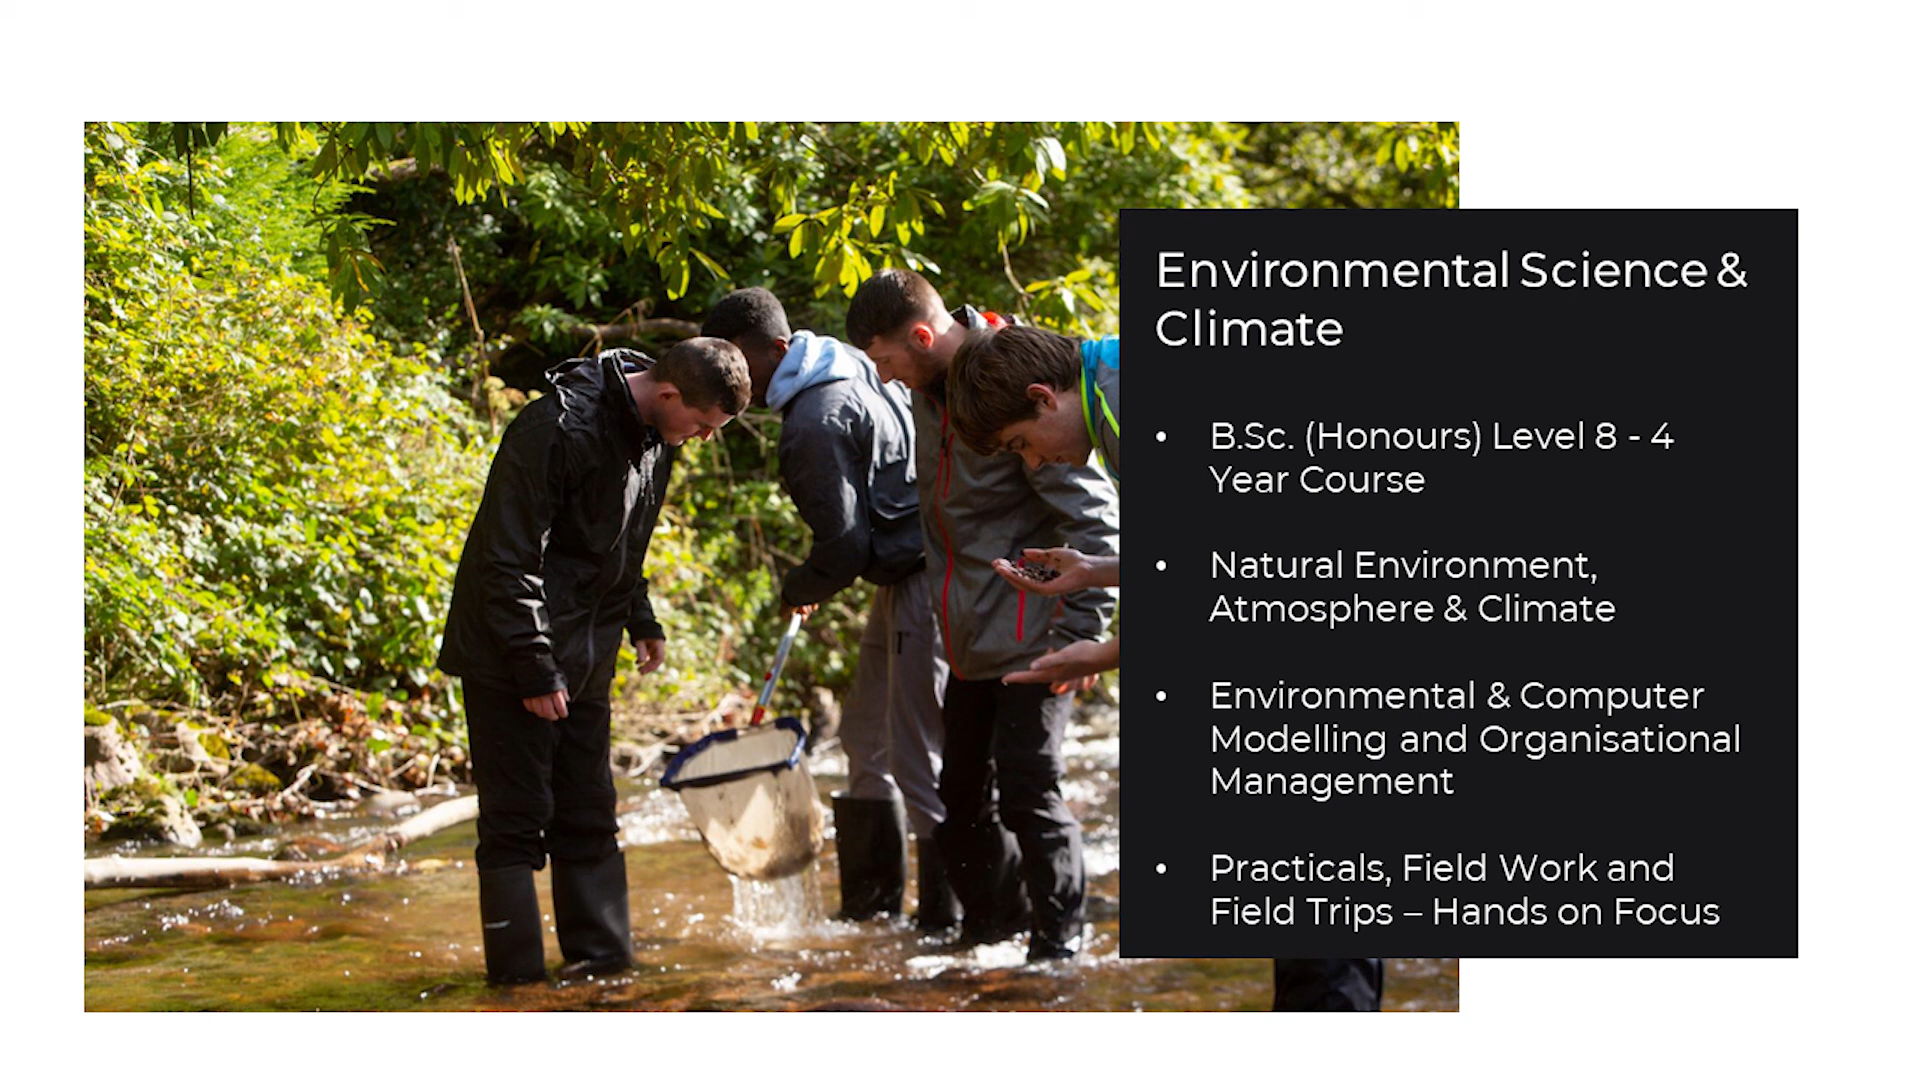 Environmental Science &
Climate
• B.Sc. (Honours) Level 8 - 4
Year Course
• Natural Environment,
Atmosphere & Climate
• Environmental & Computer
Modelling and Organisational
Management
• Practicals, Field Work and
Field Trips – Hands on Focus